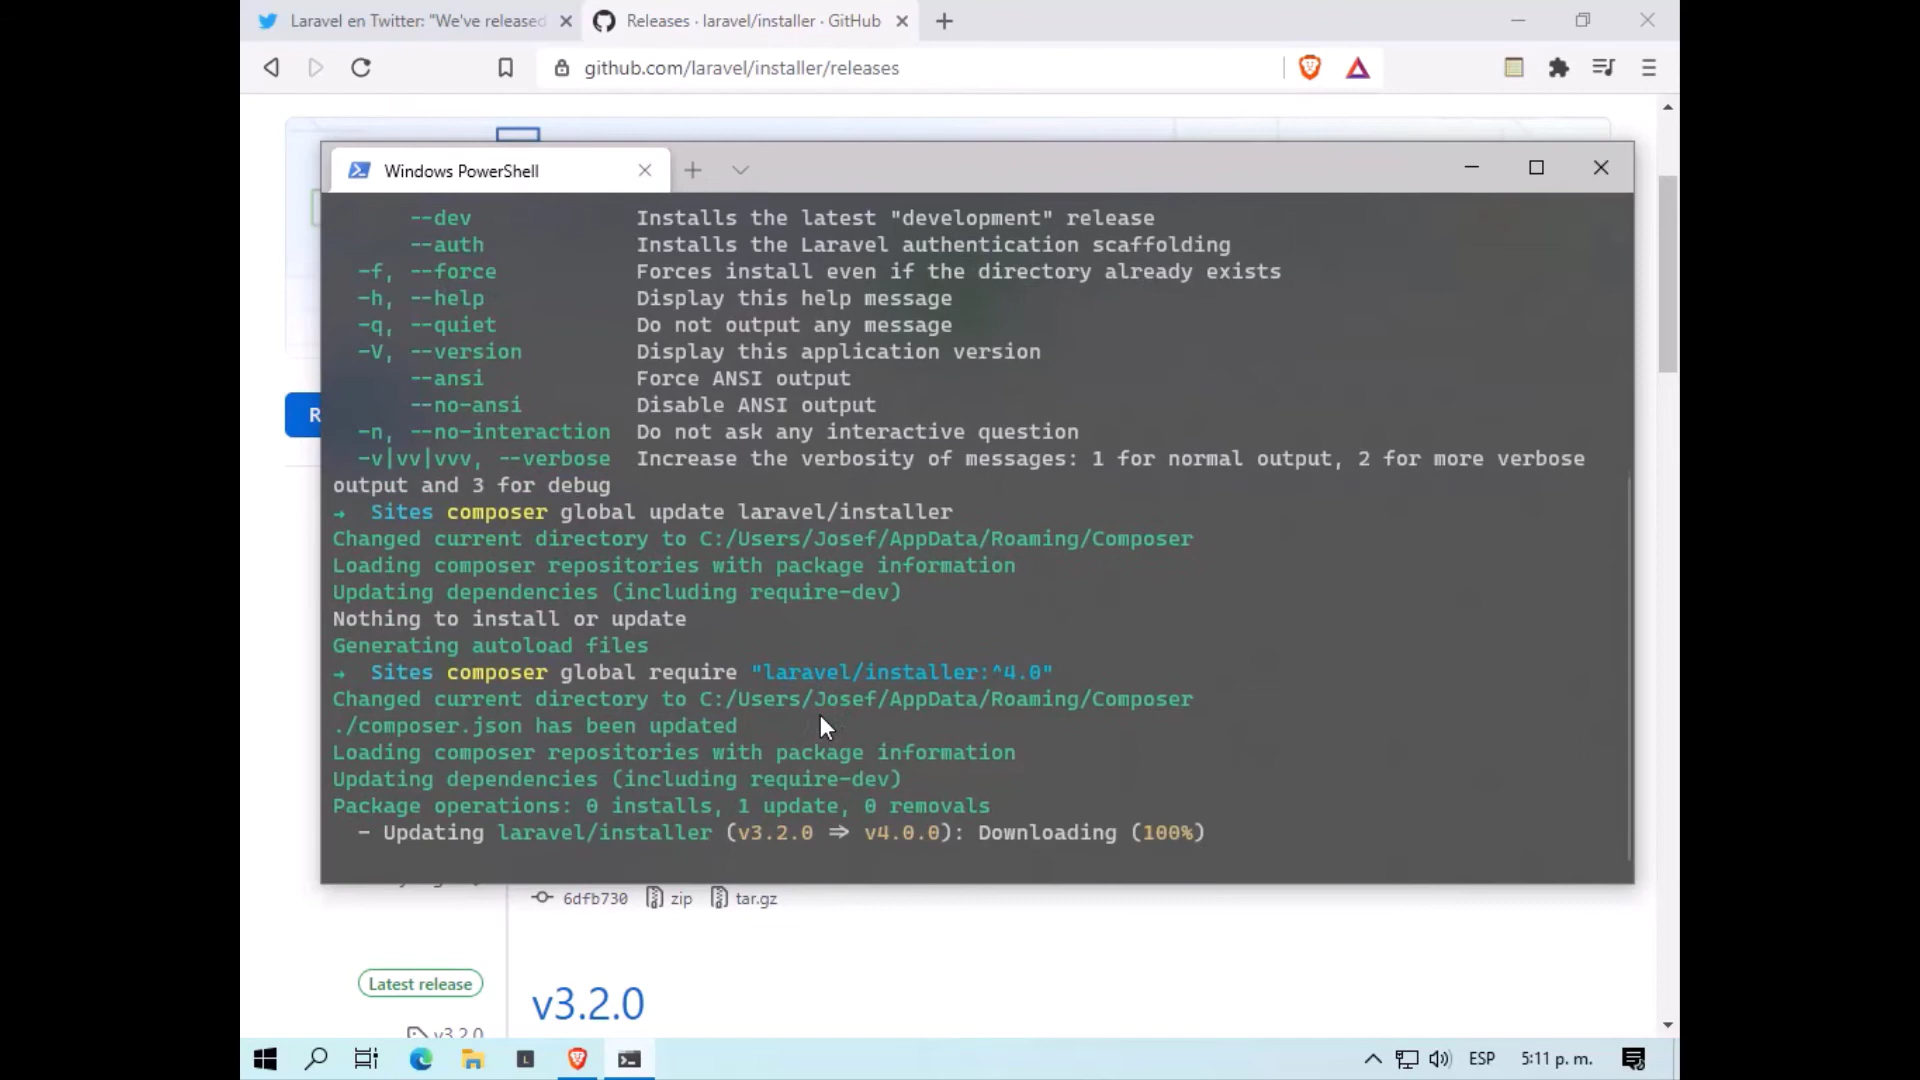 Laravel en Twitter: "We've released
Releases · laravel/installer · GitHub
github.com/laravel/installer/releases
Windows PowerShell
--dev Installs the latest "development" release
--auth Installs the Laravel authentication scaffolding
-f, --force Forces install even if the directory already exists
-h, --help Display this help message
-q, --quiet Do not output any message
-V, --version Display this application version
--ansi Force ANSI output
--no-ansi Disable ANSI output
-n, --no-interaction Do not ask any interactive question
-v|vv|vvv, --verbose Increase the verbosity of messages: 1 for normal output, 2 for more verbose
output and 3 for debug
→ Sites composer global update laravel/installer
Changed current directory to C:/Users/Josef/AppData/Roaming/Composer
Loading composer repositories with package information
Updating dependencies (including require-dev)
Nothing to install or update
Generating autoload files
→ Sites composer global require "laravel/installer:^4.0"
Changed current directory to C:/Users/Josef/AppData/Roaming/Composer
./composer.json has been updated
Loading composer repositories with package information
Updating dependencies (including require-dev)
Package operations: 0 installs, 1 update, 0 removals
- Updating laravel/installer (v3.2.0 => v4.0.0): Downloading (100%)
R
6dfb730 zip tar.gz
Latest release
v3.2.0
v3.2.0
L
ESP
5:11 p. m.